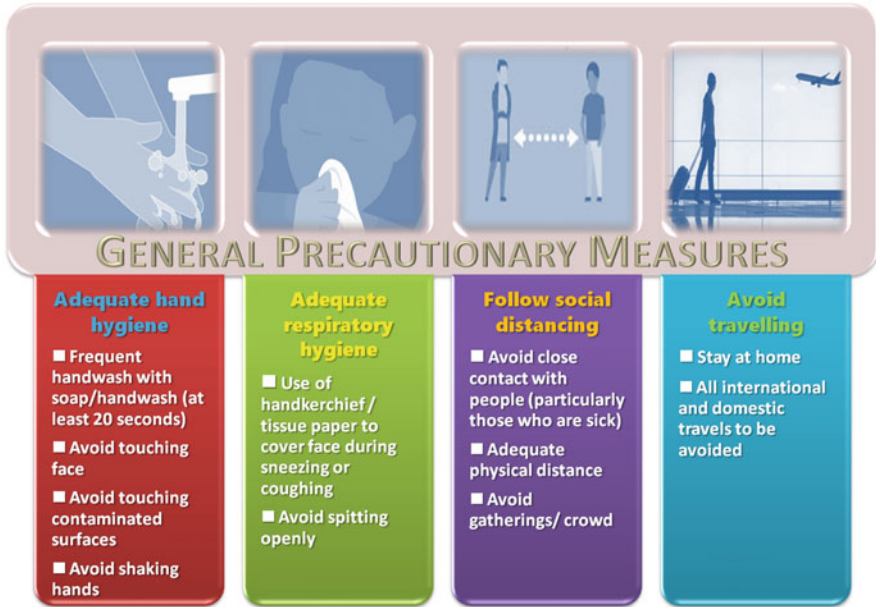 GENERAL PRECAUTIONARY MEASURES
Adequate hand
hygiene
■ Frequent
handwash with
soap/handwash (at
least 20 seconds)
■ Avoid touching
face
■ Avoid touching
contaminated
surfaces
■ Avoid shaking
hands
Adequate
respiratory
hygiene
■ Use of
handkerchief/
tissue paper to
cover face during
sneezing or
coughing
■ Avoid spitting
openly
Follow social
distancing
■ Avoid close
contact with
people (particularly
those who are sick)
■ Adequate
physical distance
■ Avoid
gatherings/ crowd
Avoid
travelling
■ Stay at home
■ All international
and domestic
travels to be
avoided